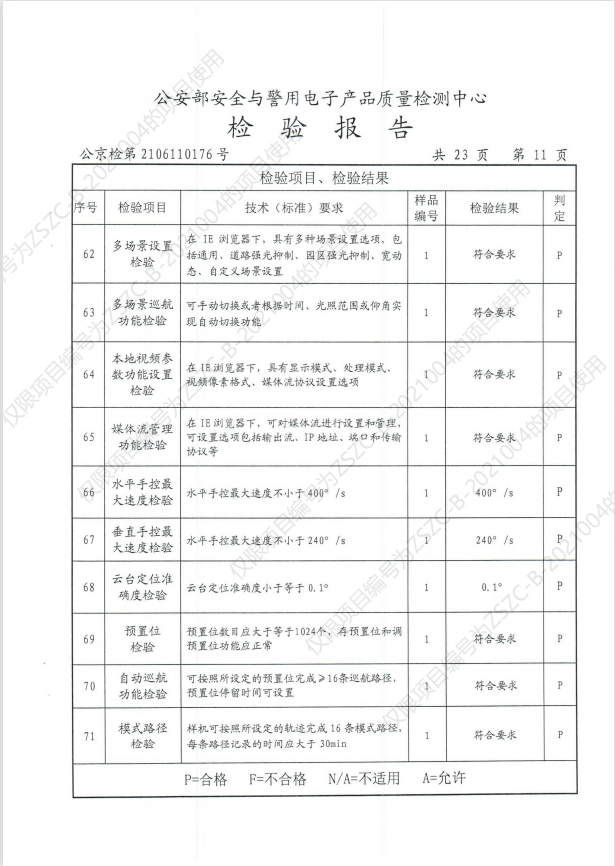 公安部安全与警用电子产品质量检测中心
检 验 报 告
公京检第2106110176号 共 23 页 第 11 页
检验项目、检验结果
序号 检验项目 技术（标准）要求 样品编号 检验结果 判定
62 多场景设置检验 在 IE 浏览器下，具有多种场景设置选项，包括通用、道路强光抑制、园区强光抑制、宽动态、自定义场景设置 1 符合要求 P
63 多场景巡航功能检验 可手动切换或者根据时间、光照范围或仰角实现自动切换功能 1 符合要求 P
64 本地视频参数功能设置检验 在IE浏览器下，具有显示模式、处理模式、视频像素格式、媒体流协议设置选项 1 符合要求 P
65 媒体流管理功能检验 在 IE浏览器下，可对媒体流进行设置和管理，可设置选项包括输出流、IP地址、端口和传输协议等 1 符合要求 P
66 水平手控最大速度检验 水平手控最大速度不小于400° /s 1 400° /s P
67 垂直手控最大速度检验 水平手控最大速度不小于240° /s 1 240° /s P
68 云台定位准确度检验 云台定位准确度小于等于0.1° 1 0.1° P
69 预置位检验 预置位数目应大于等于1024个，存预置位和调预置位功能应正常 1 符合要求 P
70 自动巡航功能检验 可按照所设定的预置位完成≥16条巡航路径，预置位停留时间可设置 1 符合要求 P
71 模式路径检验 样机可按照所设定的轨迹完成 16 条模式路径，每条路径记录的时间应大于 30min 1 符合要求 P
P=合格 F=不合格 N/A=不适用 A=允许
仅限项目编号为ZSZC-B-2021004的项目使用